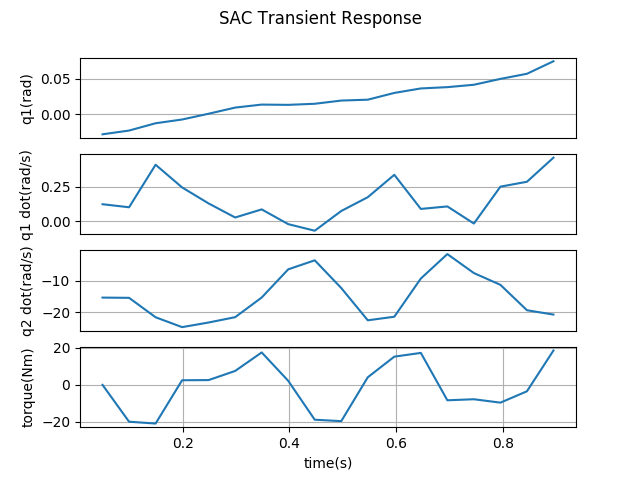 SAC Transient Response
q1(rad)
0.05
0.00
q1 dot(rad/s)
0.25
0.00
q2 dot(rad/s)
−10
−20
torque(Nm)
20
0
−20
0.2 0.4 0.6 0.8
time(s)